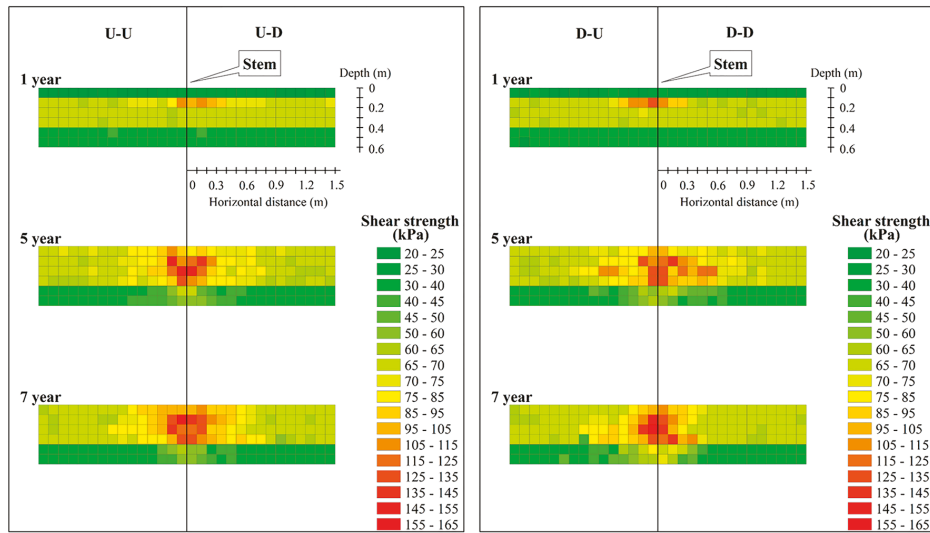 U-U
U-D
Stem
1 year
Depth (m)
0
0.2
0.4
0.6
0 0.3 0.6 0.9 1.2 1.5
Horizontal distance (m)
5 year
Shear strength
(kPa)
20 - 25
25 - 30
30 - 40
40 - 45
45 - 50
50 - 60
60 - 65
65 - 70
70 - 75
75 - 85
85 - 95
95 - 105
105 - 115
115 - 125
125 - 135
135 - 145
145 - 155
155 - 165
7 year
D-U
D-D
Stem
1 year
Depth (m)
0
0.2
0.4
0.6
0 0.3 0.6 0.9 1.2 1.5
Horizontal distance (m)
5 year
Shear strength
(kPa)
20 - 25
25 - 30
30 - 40
40 - 45
45 - 50
50 - 60
60 - 65
65 - 70
70 - 75
75 - 85
85 - 95
95 - 105
105 - 115
115 - 125
125 - 135
135 - 145
145 - 155
155 - 165
7 year